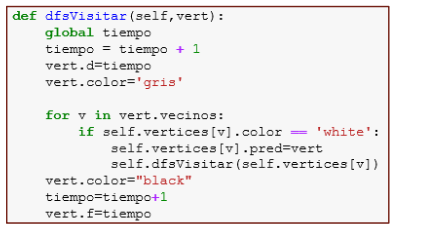 def dfsVisitar(self,vert):
    global tiempo
    tiempo = tiempo + 1
    vert.d=tiempo
    vert.color='gris'

    for v in vert.vecinos:
        if self.vertices[v].color == 'white':
            self.vertices[v].pred=vert
            self.dfsVisitar(self.vertices[v])
    vert.color="black"
    tiempo=tiempo+1
    vert.f=tiempo